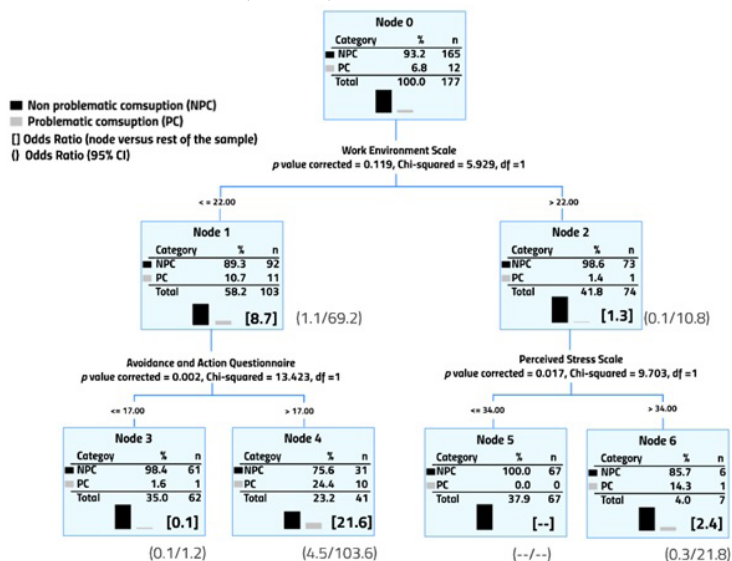 Node 0
Category % n
NPC 93.2 165
PC 6.8 12
Total 100.0 177
Non problematic comsuption (NPC)
Problematic comsuption (PC)
[] Odds Ratio (node versus rest of the sample)
() Odds Ratio (95% CI)
Work Environment Scale
p value corrected = 0.119, Chi-squared = 5.929, df =1
< = 22.00
> 22.00
Node 1
Category % n
NPC 89.3 92
PC 10.7 11
Total 58.2 103
[8.7]
(1.1/69.2)
Node 2
Category % n
NPC 98.6 73
PC 1.4 1
Total 41.8 74
[1.3]
(0.1/10.8)
Avoidance and Action Questionnaire
p value corrected = 0.002, Chi-squared = 13.423, df =1
Perceived Stress Scale
p value corrected = 0.017, Chi-squared = 9.703, df =1
<= 17.00
> 17.00
<= 34.00
> 34.00
Node 3
Categoy % n
NPC 98.4 61
PC 1.6 1
Total 35.0 62
[0.1]
(0.1/1.2)
Node 4
Category % n
NPC 75.6 31
PC 24.4 10
Total 23.2 41
[21.6]
(4.5/103.6)
Node 5
Category % n
NPC 100.0 67
PC 0.0 0
Total 37.9 67
[--]
(--/--)
Node 6
Category % n
NPC 85.7 6
PC 14.3 1
Total 4.0 7
[2.4]
(0.3/21.8)